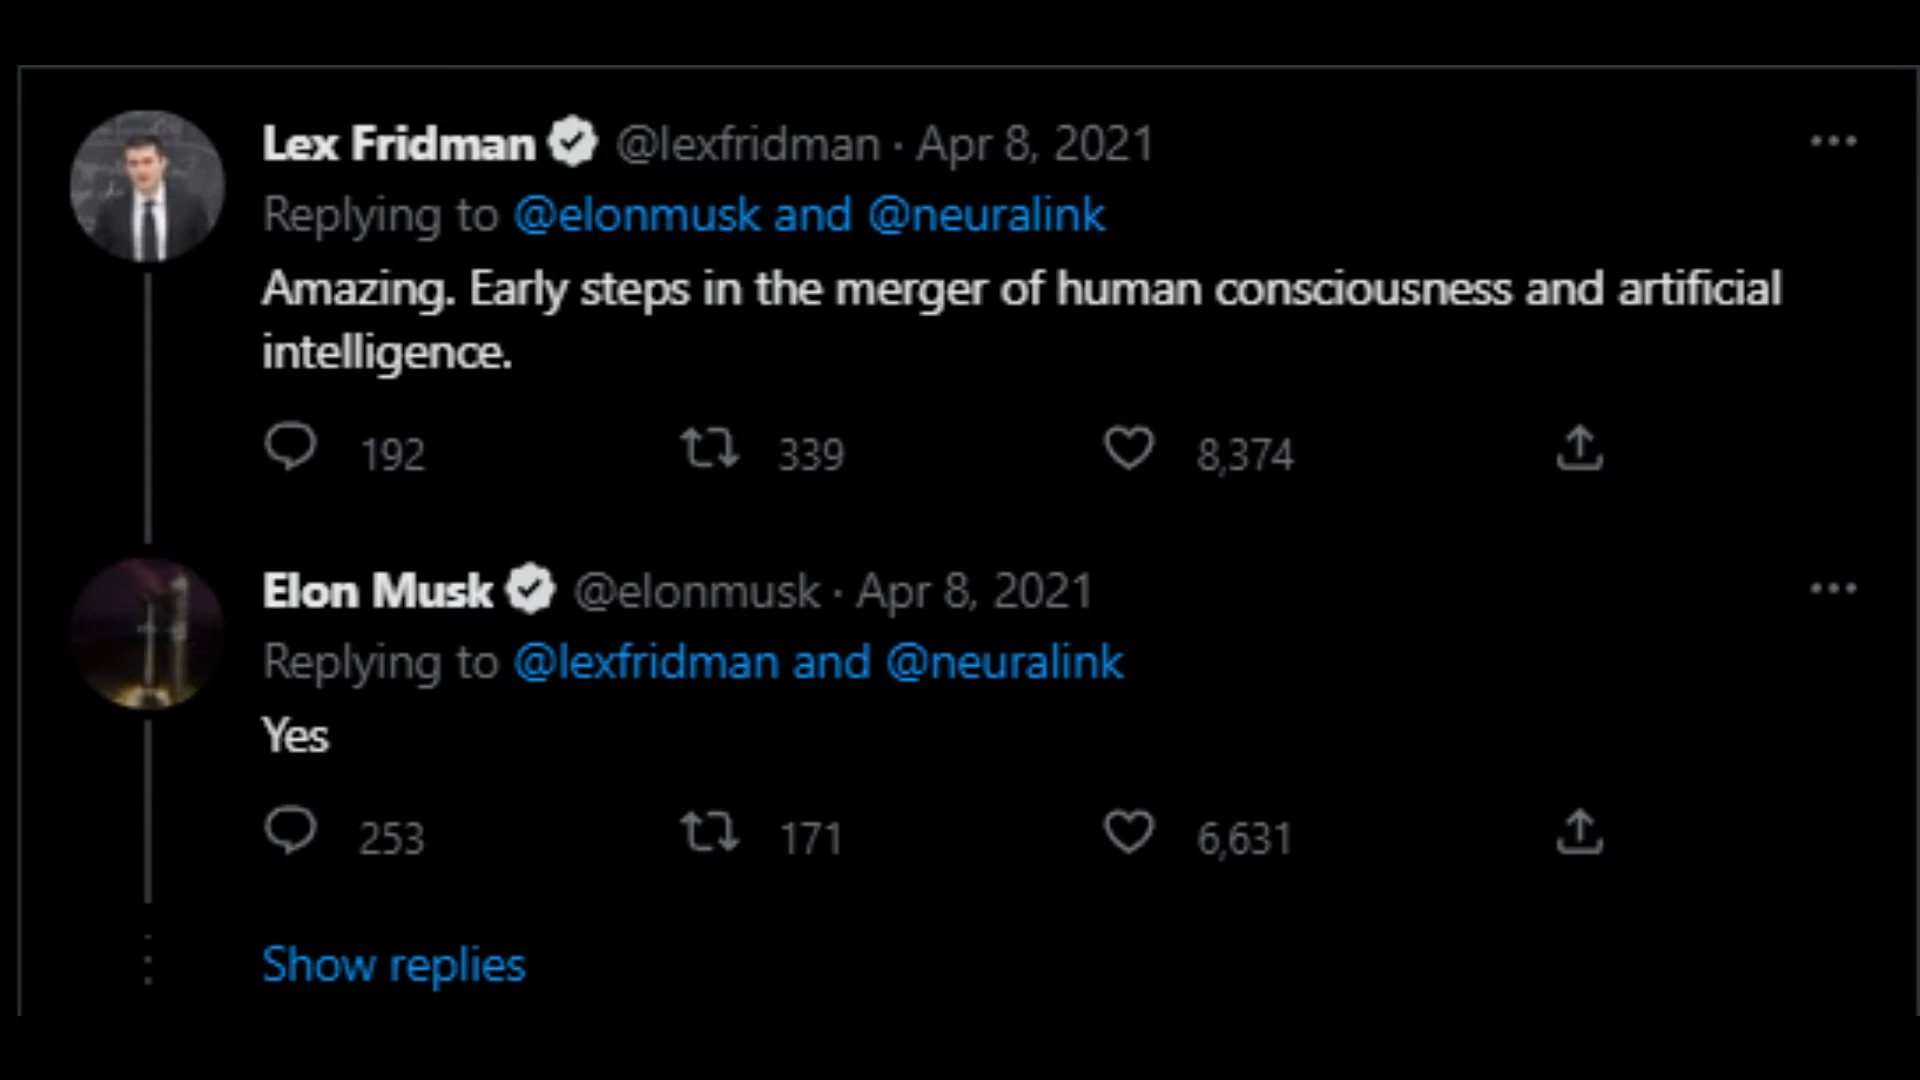 Lex Fridman @lexfridman · Apr 8, 2021
Replying to @elonmusk and @neuralink
Amazing. Early steps in the merger of human consciousness and artificial
intelligence.
192 339 8,374
Elon Musk @elonmusk · Apr 8, 2021
Replying to @lexfridman and @neuralink
Yes
253 171 6,631
Show replies